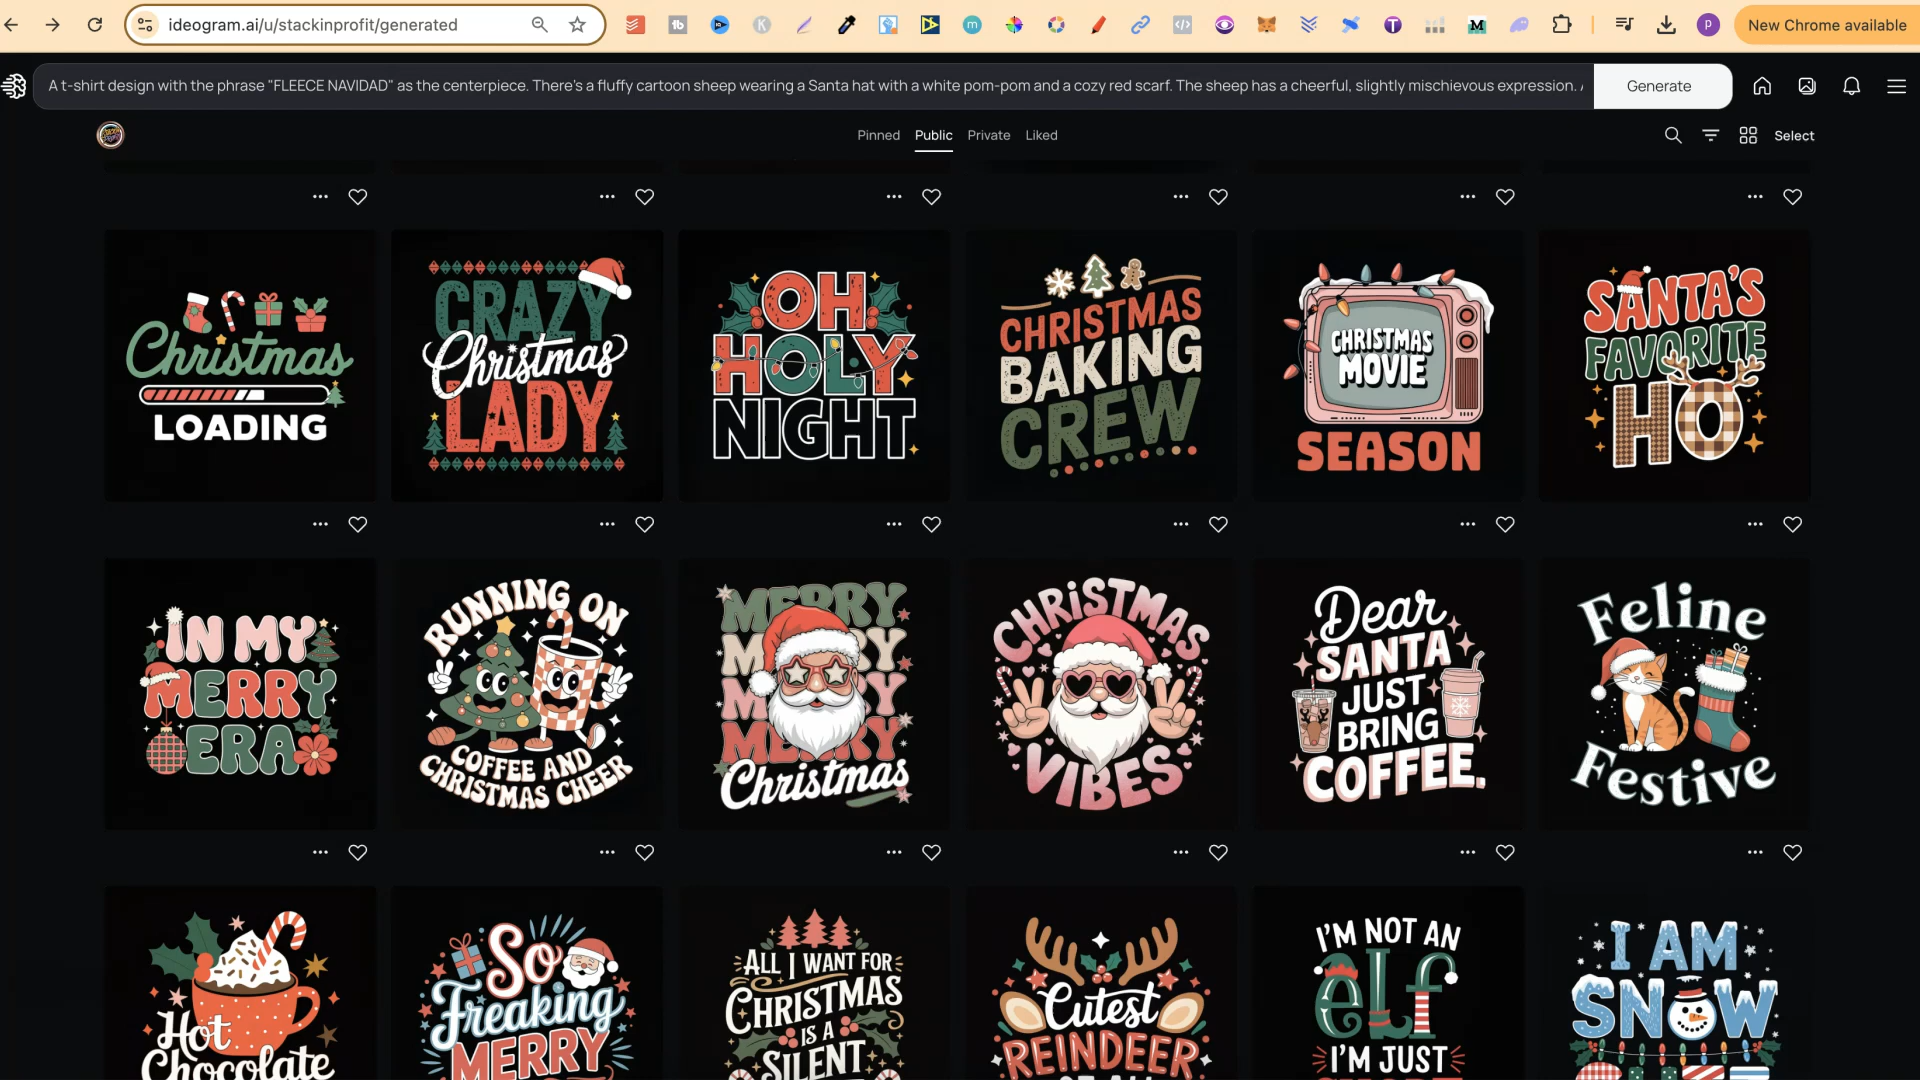 ideogram.ai/u/stackinprofit/generated
New Chrome available
A t-shirt design with the phrase "FLEECE NAVIDAD" as the centerpiece. There's a fluffy cartoon sheep wearing a Santa hat with a white pom-pom and a cozy red scarf. The sheep has a cheerful, slightly mischievous expression.
Generate
Pinned
Public
Private
Liked
Select
Christmas
LOADING
CRAZY
Christmas
LADY
OH
HOLY
NIGHT
CHRISTMAS
BAKING
CREW
CHRISTMAS
MOVIE
SEASON
SANTA'S
FAVORITE
HO
IN MY
MERRY
ERA
RUNNING ON
COFFEE AND
CHRISTMAS CHEER
MERRY
MERRY
Christmas
CHRISTMAS
VIBES
Dear
SANTA
JUST
BRING
COFFEE.
Feline
Festive
Hot
Chocolate
So
Freaking
MERRY
ALL I WANT FOR
CHRISTMAS
IS A
SILENT
Cutest
REINDEER
I'M NOT AN
elf
I'M JUST
I AM
SNOW